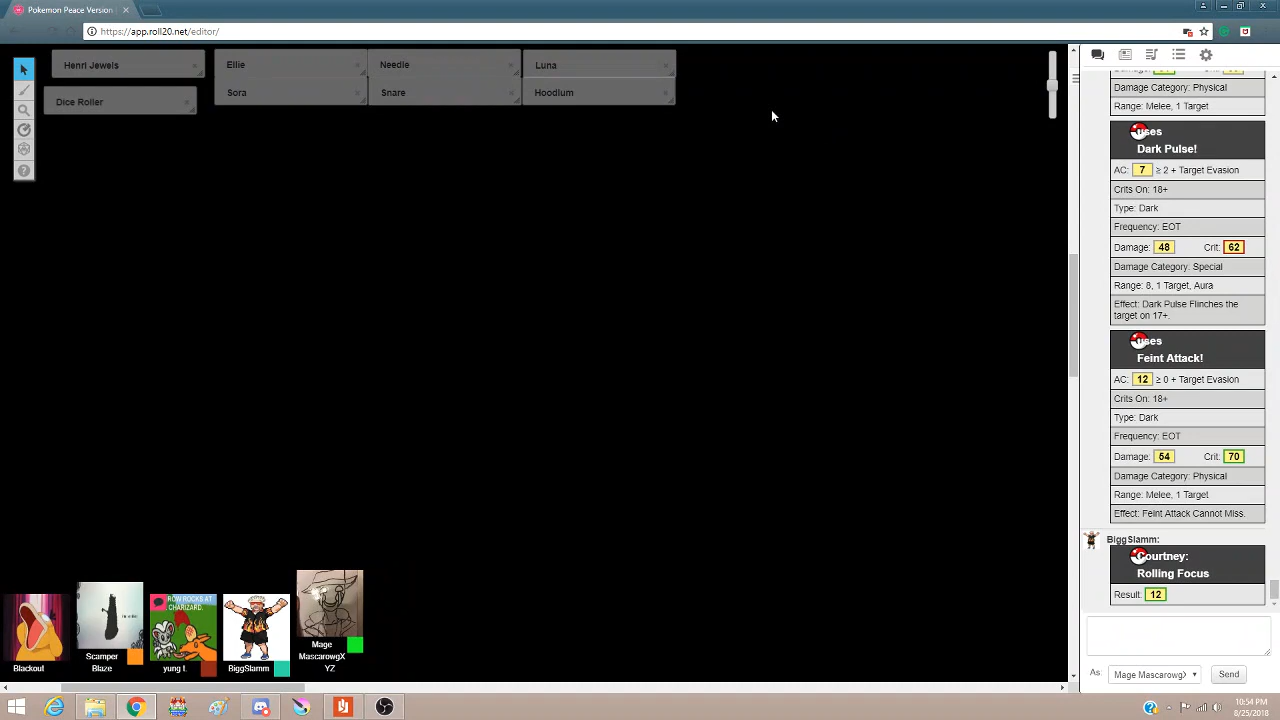 Pokemon Peace Version
https://app.roll20.net/editor/
Henri Jewels
Ellie
Needle
Luna
Sora
Snare
Hoodlum
Dice Roller
Damage Category: Physical
Range: Melee, 1 Target
uses
Dark Pulse!
AC: 7 ≥ 2 + Target Evasion
Crits On: 18+
Type: Dark
Frequency: EOT
Damage: 48 Crit: 62
Damage Category: Special
Range: 8, 1 Target, Aura
Effect: Dark Pulse Flinches the
target on 17+.
uses
Feint Attack!
AC: 12 ≥ 0 + Target Evasion
Crits On: 18+
Type: Dark
Frequency: EOT
Damage: 54 Crit: 70
Damage Category: Physical
Range: Melee, 1 Target
Effect: Feint Attack Cannot Miss.
BiggSlamm:
Courtney:
Rolling Focus
Result: 12
As: Mage Mascarowg
Send
ROW ROCKS AT
CHARIZARD.
Blackout
Scamper
Blaze
yung t.
BiggSlamm
Mage
MascarowgX
YZ
10:54 PM
8/25/2018